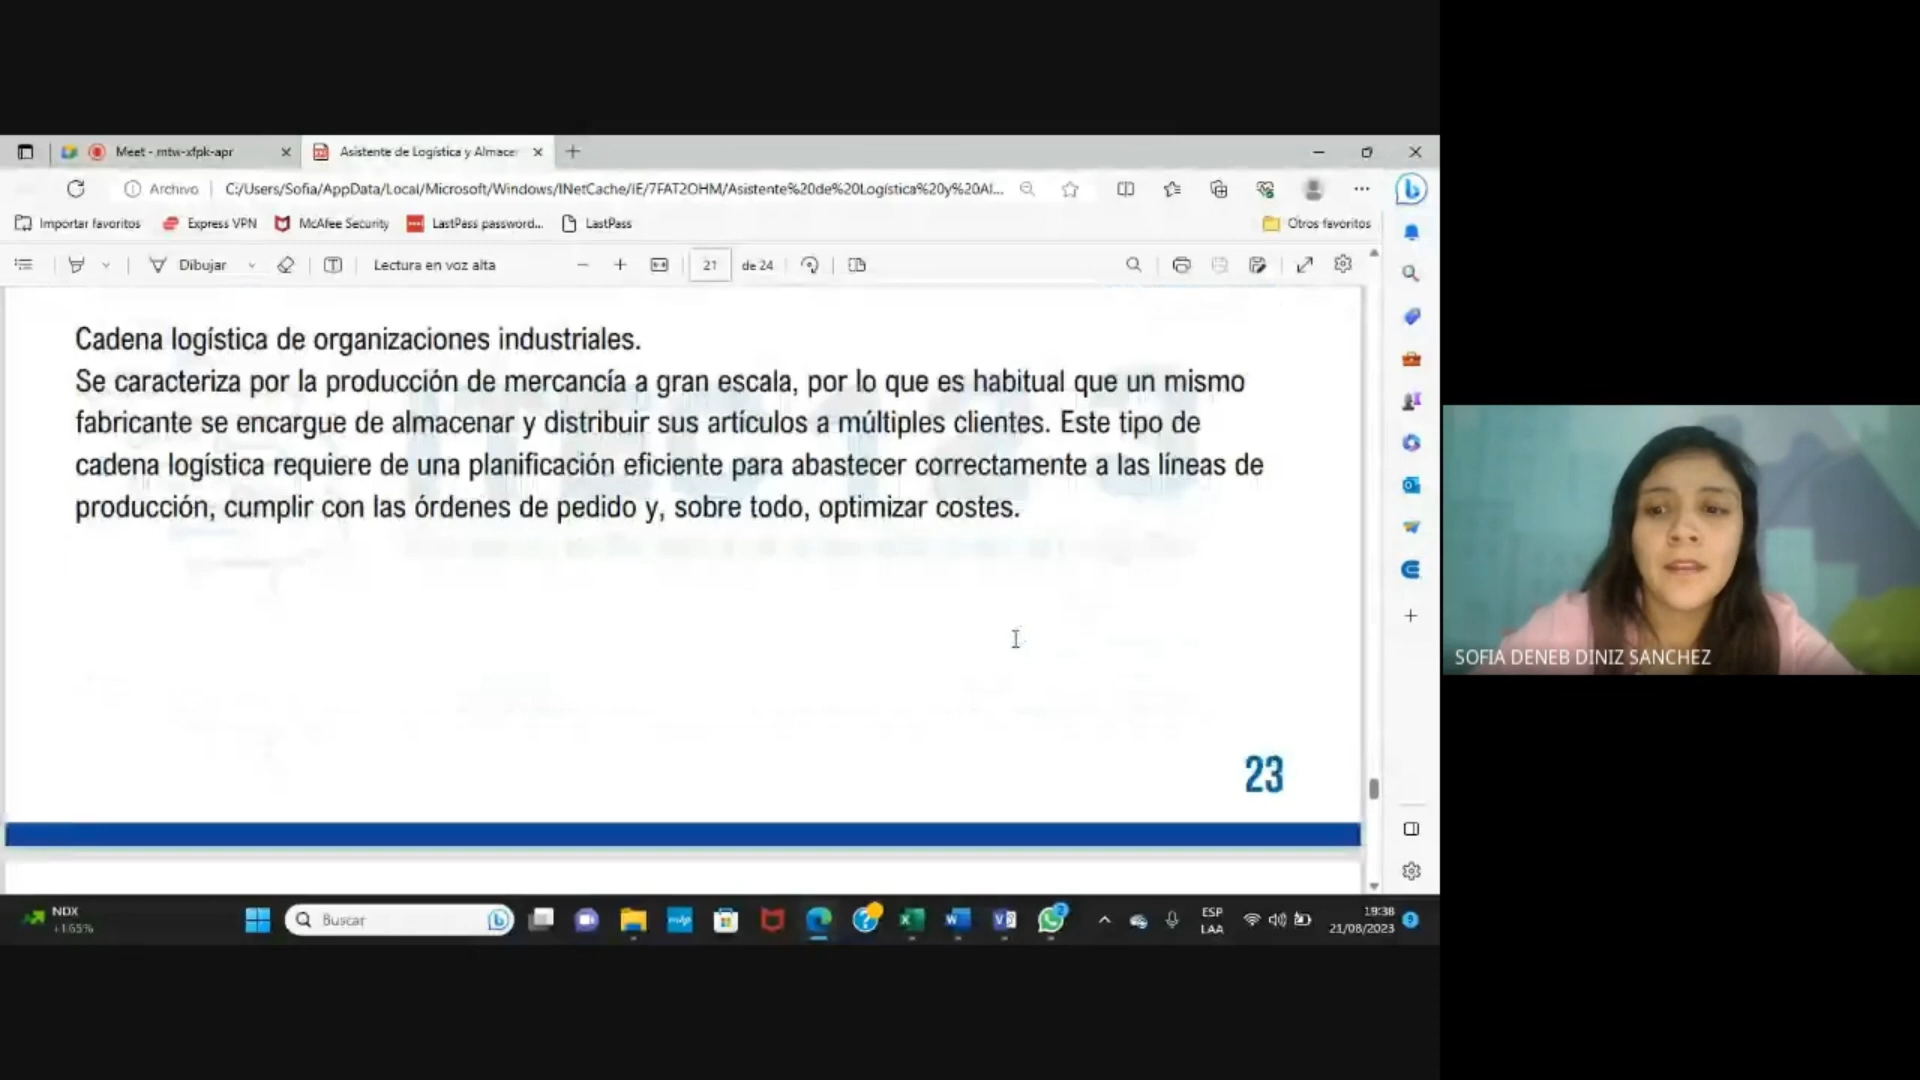 Meet - mtw-xfpk-apr
Asistente de Logística y Almace
Archivo
C:/Users/Sofia/AppData/Local/Microsoft/Windows/INetCache/IE/7FAT2OHM/Asistente%20de%20Logística%20y%20Al...
Importar favoritos
Express VPN
McAfee Security
LastPass password...
LastPass
Otros favoritos
Dibujar
Lectura en voz alta
21
de 24
Cadena logística de organizaciones industriales.
Se caracteriza por la producción de mercancía a gran escala, por lo que es habitual que un mismo
fabricante se encargue de almacenar y distribuir sus artículos a múltiples clientes. Este tipo de
cadena logística requiere de una planificación eficiente para abastecer correctamente a las líneas de
producción, cumplir con las órdenes de pedido y, sobre todo, optimizar costes.
23
SOFIA DENEB DINIZ SANCHEZ
NDX
+1.65%
Buscar
ESP
LAA
19:38
21/08/2023